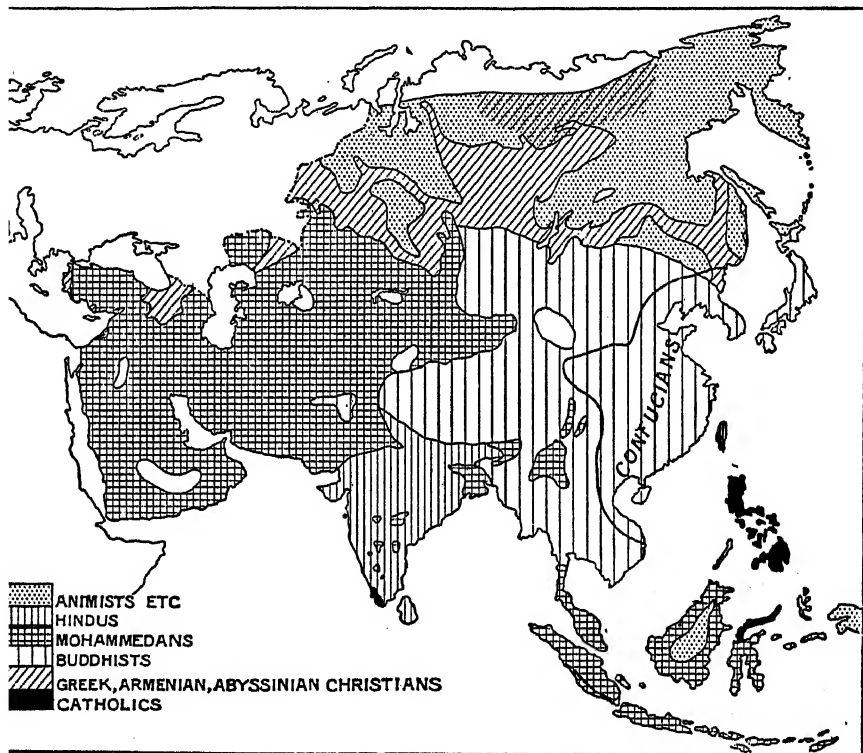 CONFUCIANS
ANIMISTS ETC
HINDUS
MOHAMMEDANS
BUDDHISTS
GREEK, ARMENIAN, ABYSSINIAN CHRISTIANS
CATHOLICS